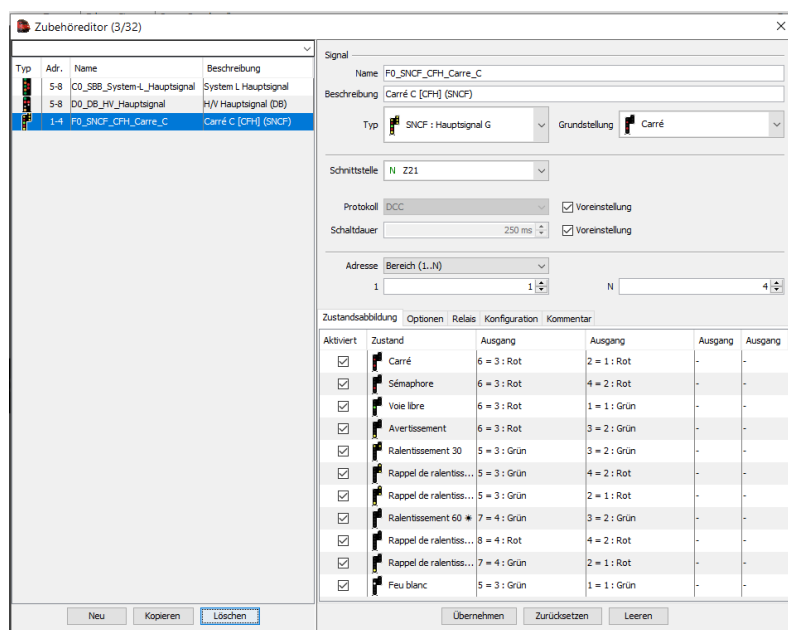 Zubehöreditor (3/32)
Typ Adr. Name Beschreibung
5-8 C0_SBB_System-L_Hauptsignal System L Hauptsignal
5-8 D0_DB_HV_Hauptsignal H/V Hauptsignal (DB)
1-4 F0_SNCF_CFH_Carre_C Carré C [CFH] (SNCF)
Neu Kopieren Löschen
Signal
Name F0_SNCF_CFH_Carre_C
Beschreibung Carré C [CFH] (SNCF)
Typ SNCF : Hauptsignal G Grundstellung Carré
Schnittstelle N Z21
Protokoll DCC Voreinstellung
Schaltdauer 250 ms Voreinstellung
Adresse Bereich (1..N)
1 1 N 4
Zustandsabbildung Optionen Relais Konfiguration Kommentar
Aktiviert Zustand Ausgang Ausgang Ausgang Ausgang
Carré 6 = 3 : Rot 2 = 1 : Rot - -
Sémaphore 6 = 3 : Rot 4 = 2 : Rot - -
Voie libre 6 = 3 : Rot 1 = 1 : Grün - -
Avertissement 6 = 3 : Rot 3 = 2 : Grün - -
Ralentissement 30 5 = 3 : Grün 3 = 2 : Grün - -
Rappel de ralentiss... 5 = 3 : Grün 4 = 2 : Rot - -
Rappel de ralentiss... 5 = 3 : Grün 2 = 1 : Rot - -
Ralentissement 60 ☀ 7 = 4 : Grün 3 = 2 : Grün - -
Rappel de ralentiss... 8 = 4 : Rot 4 = 2 : Rot - -
Rappel de ralentiss... 7 = 4 : Grün 2 = 1 : Rot - -
Feu blanc 5 = 3 : Grün 1 = 1 : Grün - -
Übernehmen Zurücksetzen Leeren